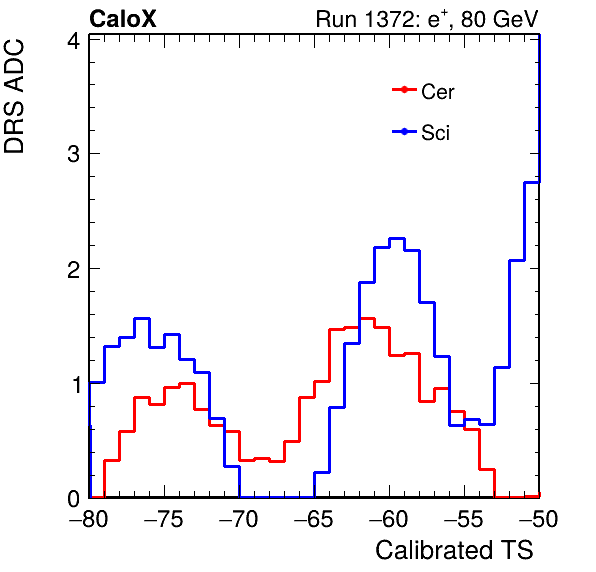 CaloX Run 1372: e⁺, 80 GeV
DRS ADC
4
3
2
1
0
Cer
Sci
−80 −75 −70 −65 −60 −55 −50
Calibrated TS